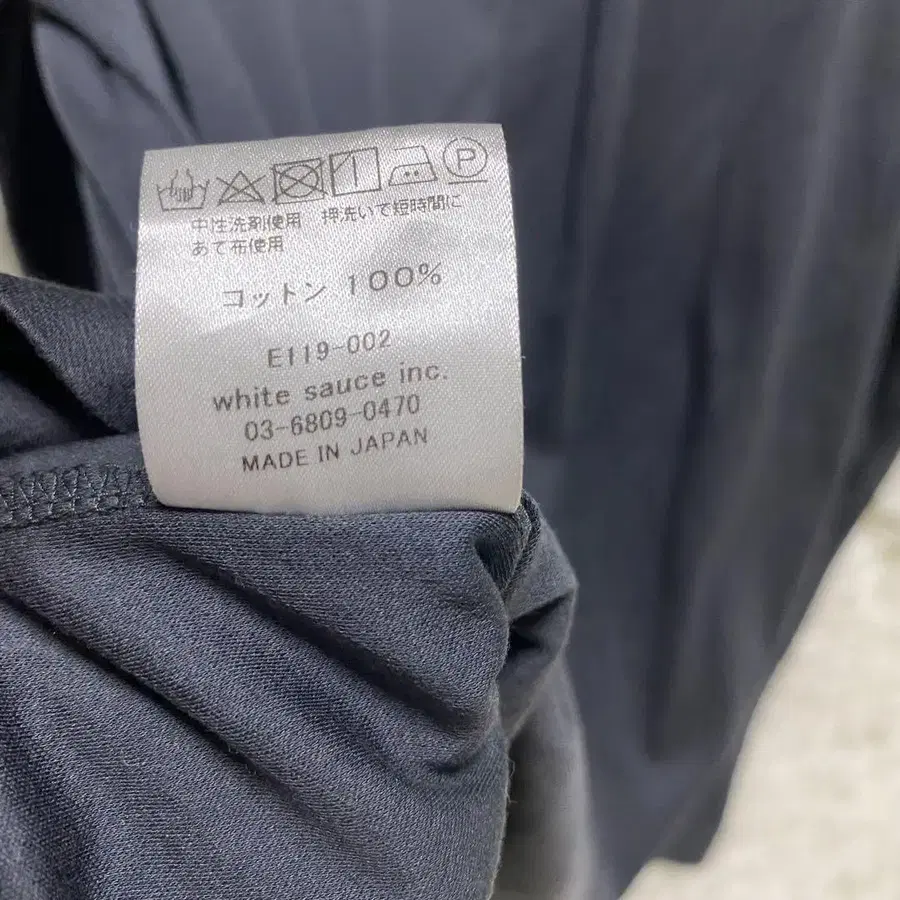 P
中性洗剤使用 押洗いで短時間に
あて布使用
コットン 100%
E119-002
white sauce inc.
03-6809-0470
MADE IN JAPAN